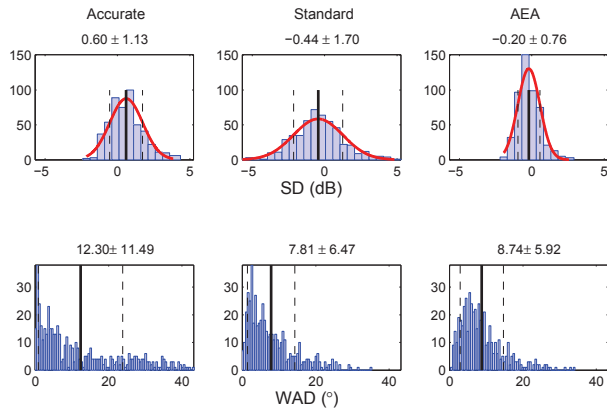 Accurate Standard AEA
0.60 ± 1.13 −0.44 ± 1.70 −0.20 ± 0.76
150 150 150
100 100 100
50 50 50
0 0 0
−5 0 5 −5 0 5 −5 0 5
SD (dB)
12.30± 11.49 7.81 ± 6.47 8.74± 5.92
30 30 30
20 20 20
10 10 10
0 0 0
0 20 40 0 20 40 0 20 40
WAD (°)